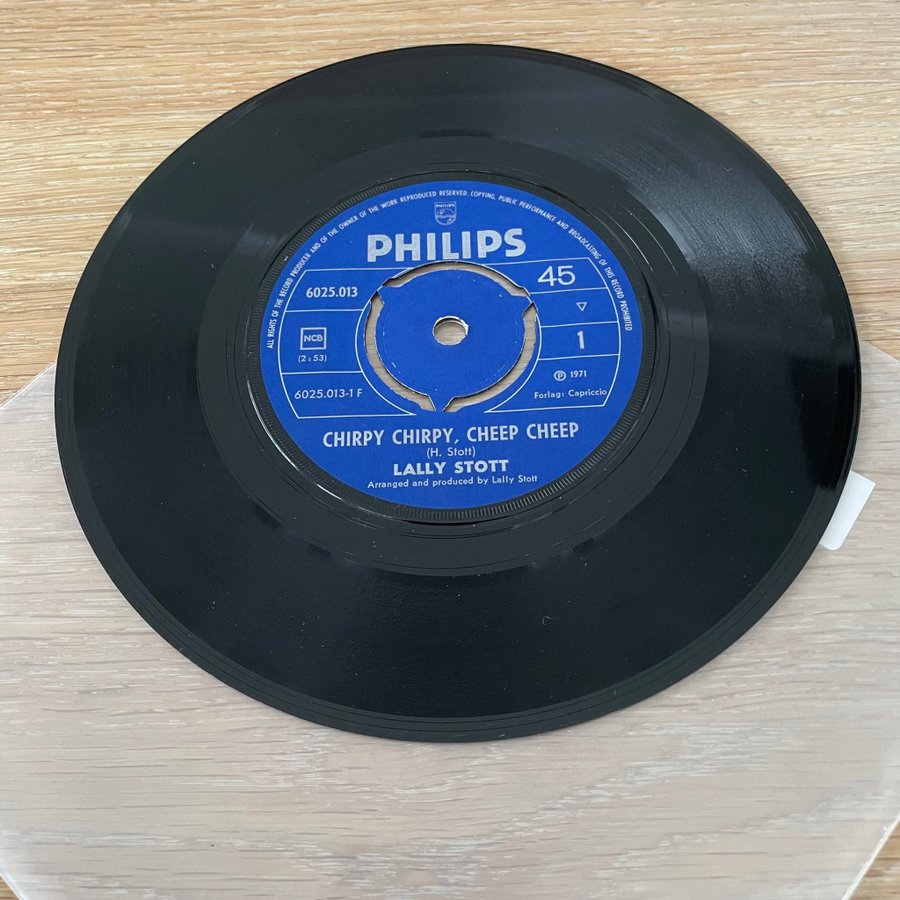 ALL RIGHTS OF THE RECORD PRODUCER AND OF THE OWNER OF THE WORK REPRODUCED RESERVED. COPYING, PUBLIC PERFORMANCE AND BROADCASTING OF THIS RECORD PROHIBITED
PHILIPS
PHILIPS
6025.013
45
NCB
(2:53)
1
6025.013-1 F
Ⓟ 1971
Forlag: Capriccio
CHIRPY CHIRPY, CHEEP CHEEP
(H. Stott)
LALLY STOTT
Arranged and produced by Lally Stott